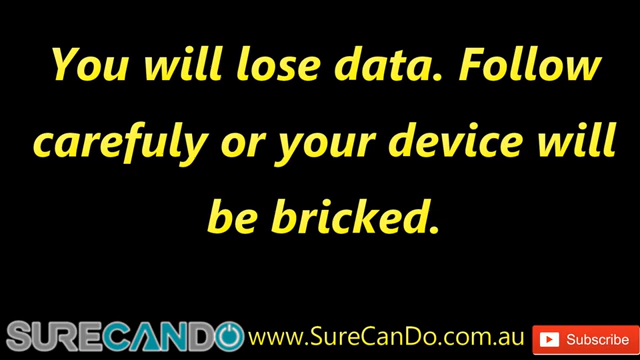 You will lose data. Follow
carefuly or your device will
be bricked.
SURECANDO www.SureCanDo.com.au Subscribe